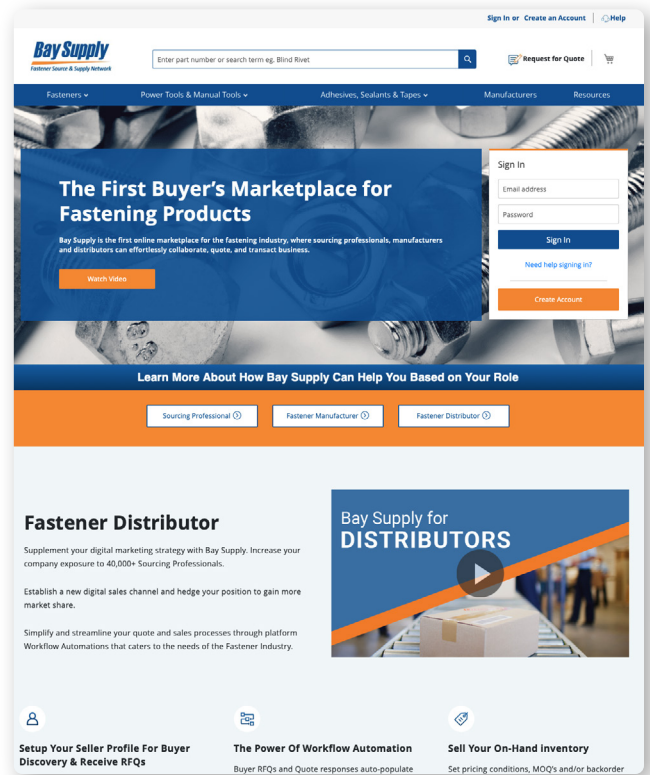 Sign In or Create an Account Help
Bay Supply
Fastener Source & Supply Network
Enter part number or search term eg. Blind Rivet
Request for Quote
Fasteners Power Tools & Manual Tools Adhesives, Sealants & Tapes Manufacturers Resources
The First Buyer's Marketplace for
Fastening Products
Bay Supply is the first online marketplace for the fastening industry, where sourcing professionals, manufacturers
and distributors can effortlessly collaborate, quote, and transact business.
Watch Video
Sign In
Email address
Password
Sign In
Need help signing in?
Create Account
Learn More About How Bay Supply Can Help You Based on Your Role
Sourcing Professional
Fastener Manufacturer
Fastener Distributor
Fastener Distributor
Supplement your digital marketing strategy with Bay Supply. Increase your
company exposure to 40,000+ Sourcing Professionals.
Establish a new digital sales channel and hedge your position to gain more
market share.
Simplify and streamline your quote and sales processes through platform
Workflow Automations that caters to the needs of the Fastener Industry.
Bay Supply for
DISTRIBUTORS
Setup Your Seller Profile For Buyer
Discovery & Receive RFQs
The Power Of Workflow Automation
Buyer RFQs and Quote responses auto-populate
Sell Your On-Hand inventory
Set pricing conditions, MOQ's and/or backorder